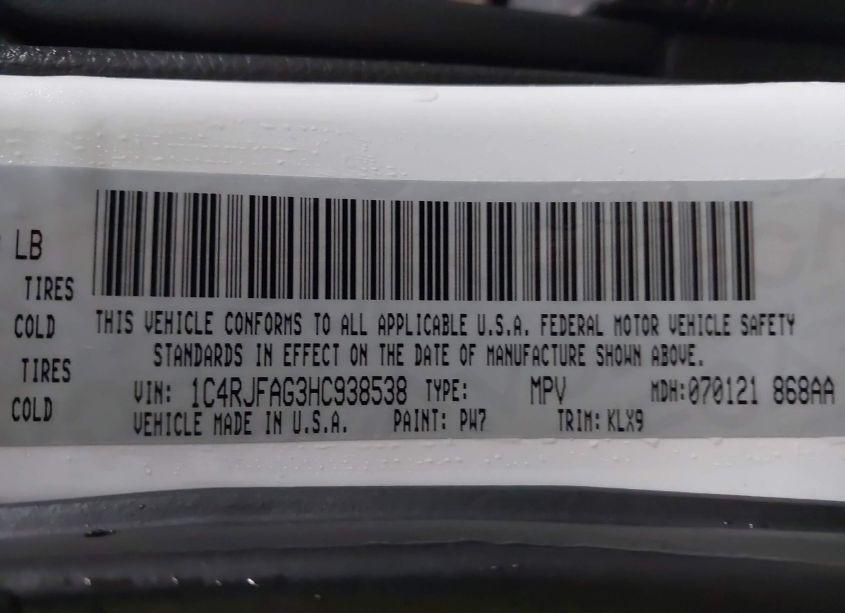 LB
TIRES
COLD
TIRES
COLD
THIS VEHICLE CONFORMS TO ALL APPLICABLE U.S.A. FEDERAL MOTOR VEHICLE SAFETY
STANDARDS IN EFFECT ON THE DATE OF MANUFACTURE SHOWN ABOVE.
VIN: 1C4RJFAG3HC938538 TYPE: MPV MDH:070121 868AA
VEHICLE MADE IN U.S.A. PAINT: PW7 TRIM: KLX9